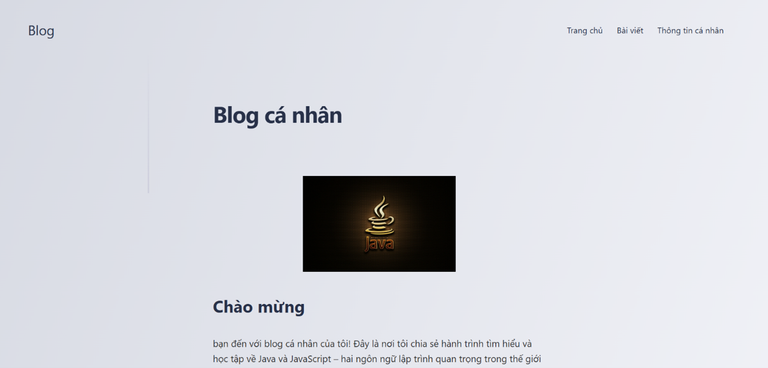 Blog
Trang chủ
Bài viết
Thông tin cá nhân
Blog cá nhân
Java
Chào mừng
bạn đến với blog cá nhân của tôi! Đây là nơi tôi chia sẻ hành trình tìm hiểu và
học tập về Java và JavaScript – hai ngôn ngữ lập trình quan trọng trong thế giới